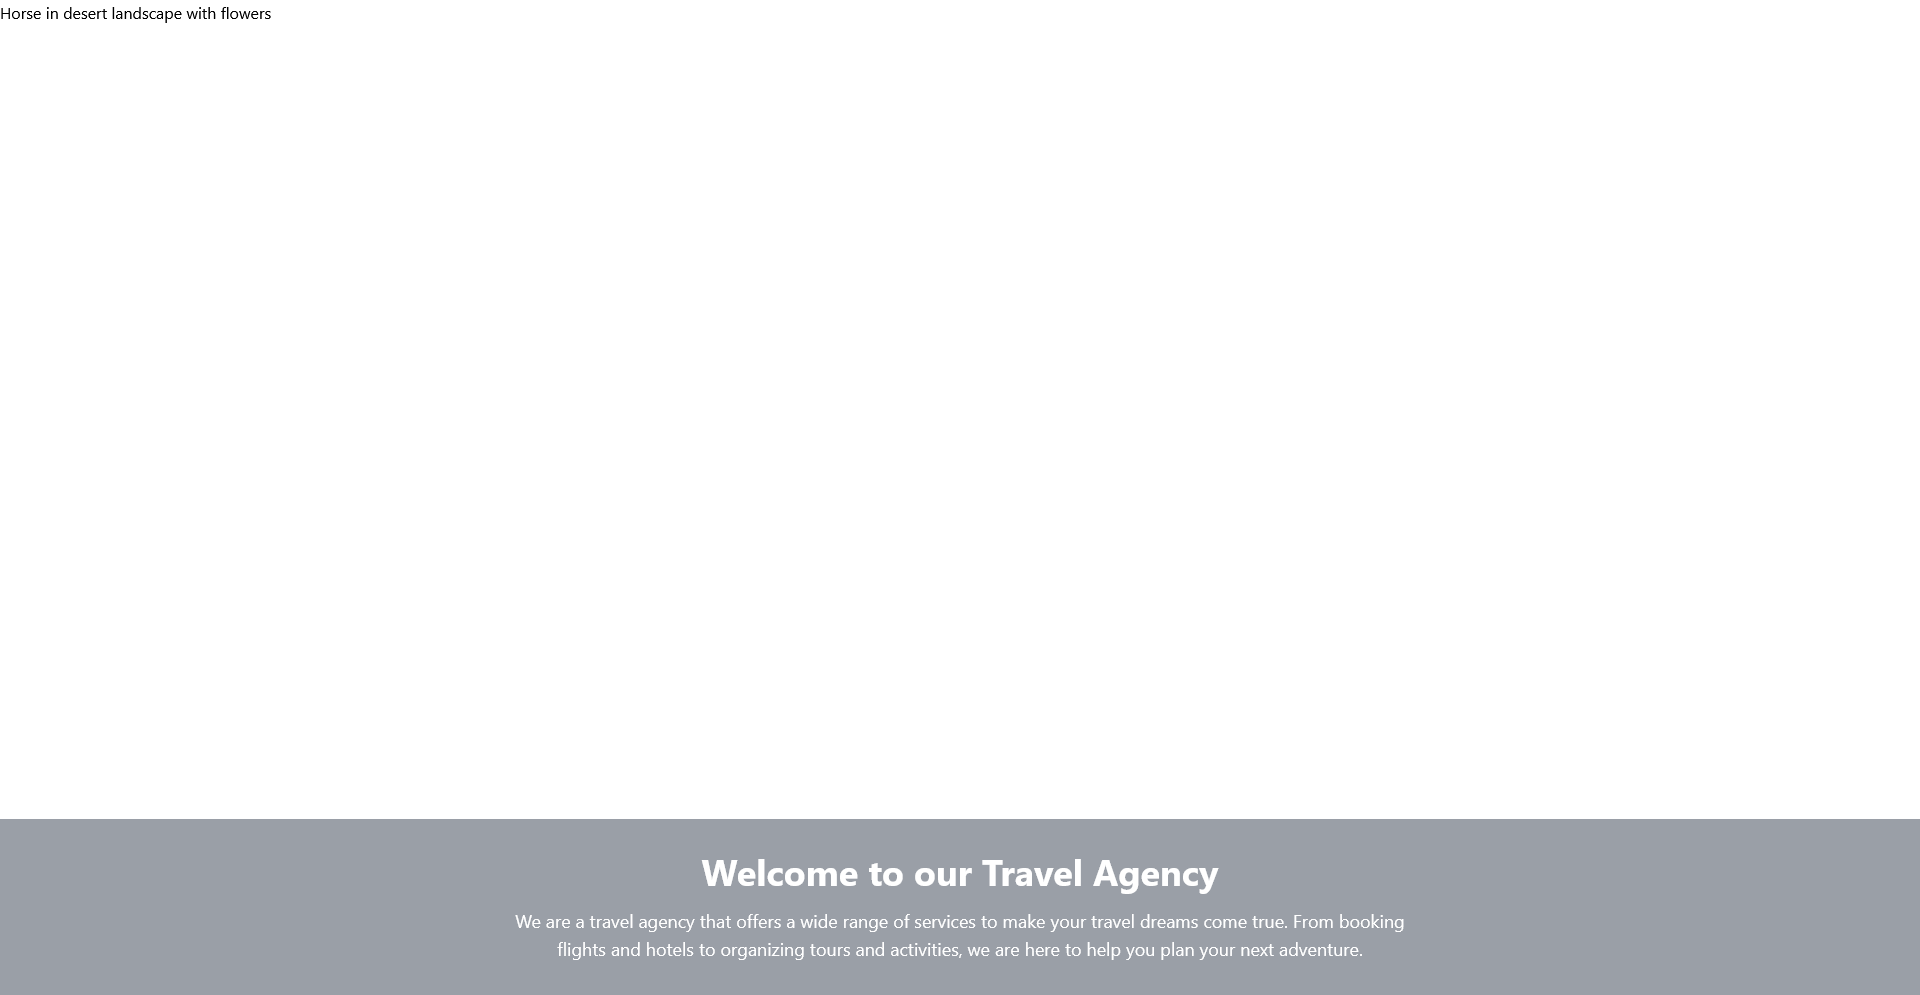 Horse in desert landscape with flowers
Welcome to our Travel Agency
We are a travel agency that offers a wide range of services to make your travel dreams come true. From booking
flights and hotels to organizing tours and activities, we are here to help you plan your next adventure.